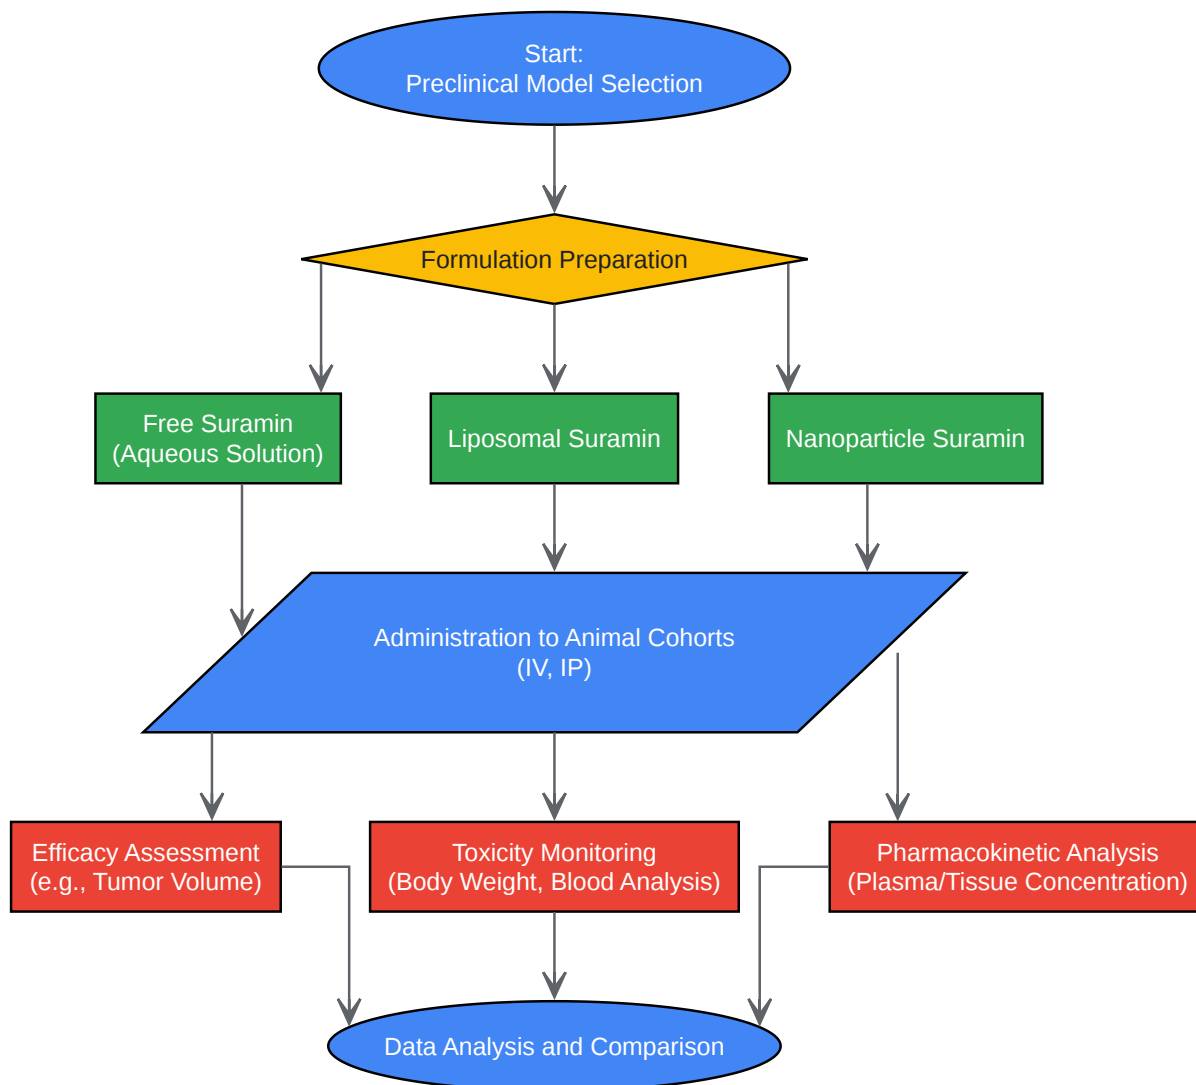 Start:
Preclinical Model Selection
Formulation Preparation
Free Suramin
(Aqueous Solution)
Liposomal Suramin
Nanoparticle Suramin
Administration to Animal Cohorts
(IV, IP)
Efficacy Assessment
(e.g., Tumor Volume)
Toxicity Monitoring
(Body Weight, Blood Analysis)
Pharmacokinetic Analysis
(Plasma/Tissue Concentration)
Data Analysis and Comparison